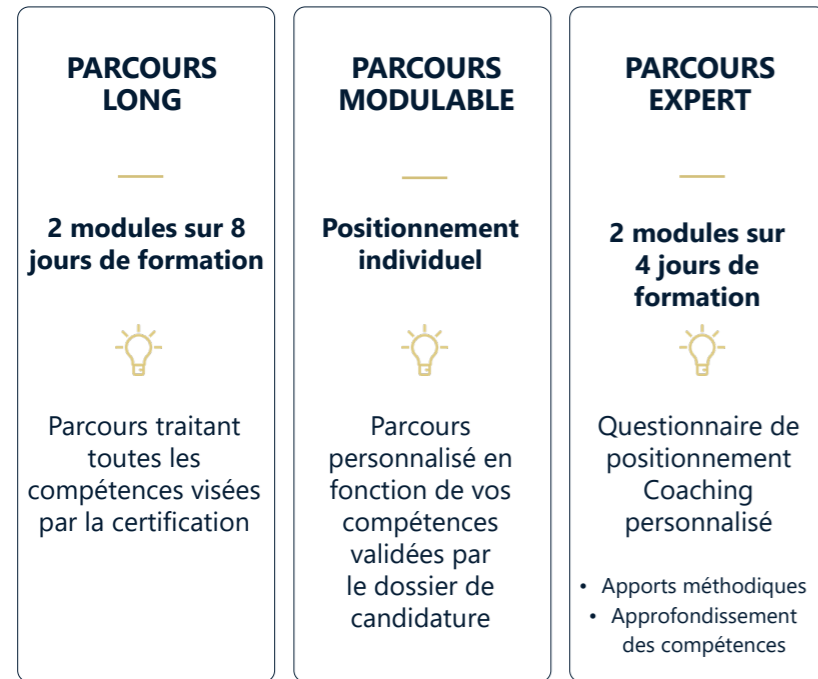 PARCOURS
LONG
2 modules sur 8
jours de formation
Parcours traitant
toutes les
compétences visées
par la certification
PARCOURS
MODULABLE
Positionnement
individuel
Parcours
personnalisé en
fonction de vos
compétences
validées par
le dossier de
candidature
PARCOURS
EXPERT
2 modules sur
4 jours de
formation
Questionnaire de
positionnement
Coaching
personnalisé
• Apports méthodiques
• Approfondissement
des compétences